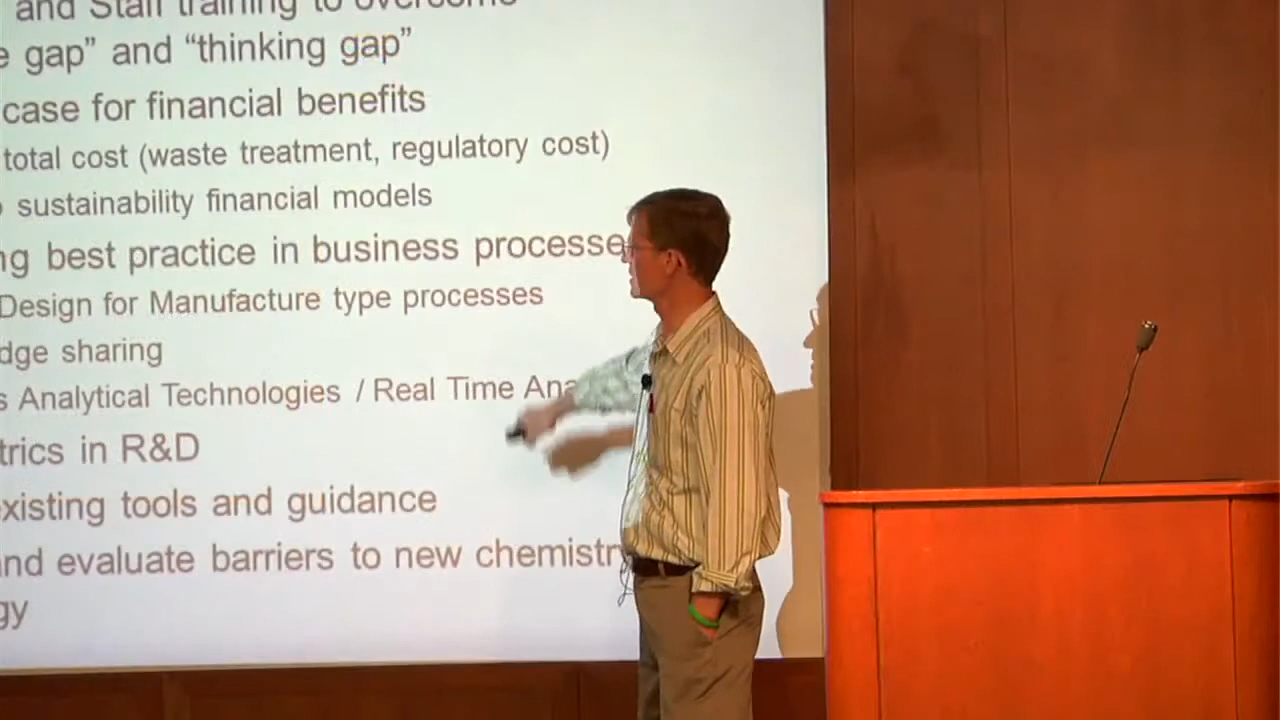 and Staff training to overcome
gap” and “thinking gap”
case for financial benefits
total cost (waste treatment, regulatory cost)
sustainability financial models
best practice in business processe
Design for Manufacture type processes
dge sharing
s Analytical Technologies / Real Time Ana
trics in R&D
xisting tools and guidance
nd evaluate barriers to new chemistr
gy